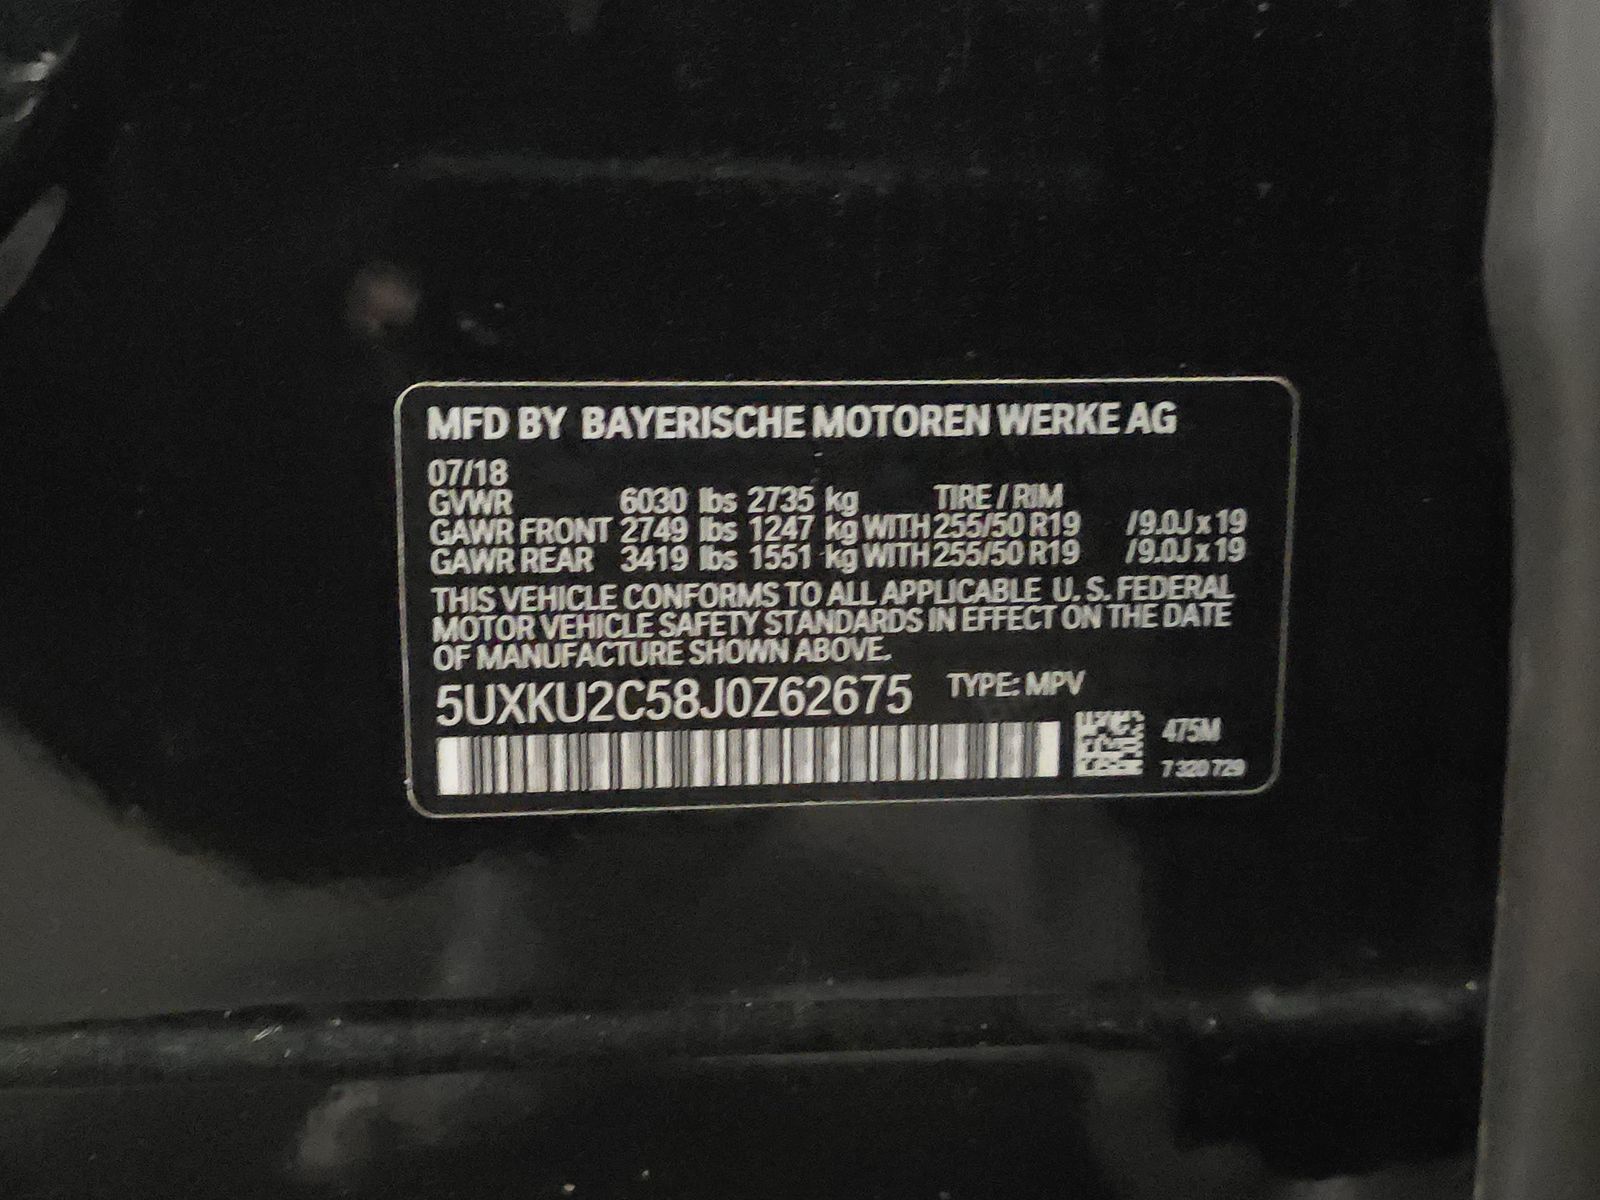 MFD BY BAYERISCHE MOTOREN WERKE AG
07/18
GVWR 6030 lbs 2735 kg TIRE / RIM
GAWR FRONT 2749 lbs 1247 kg WITH 255/50 R19 /9.0J x 19
GAWR REAR 3419 lbs 1551 kg WITH 255/50 R19 /9.0J x 19
THIS VEHICLE CONFORMS TO ALL APPLICABLE U. S. FEDERAL
MOTOR VEHICLE SAFETY STANDARDS IN EFFECT ON THE DATE
OF MANUFACTURE SHOWN ABOVE.
5UXKU2C58J0Z62675 TYPE: MPV
475M
7 320 729